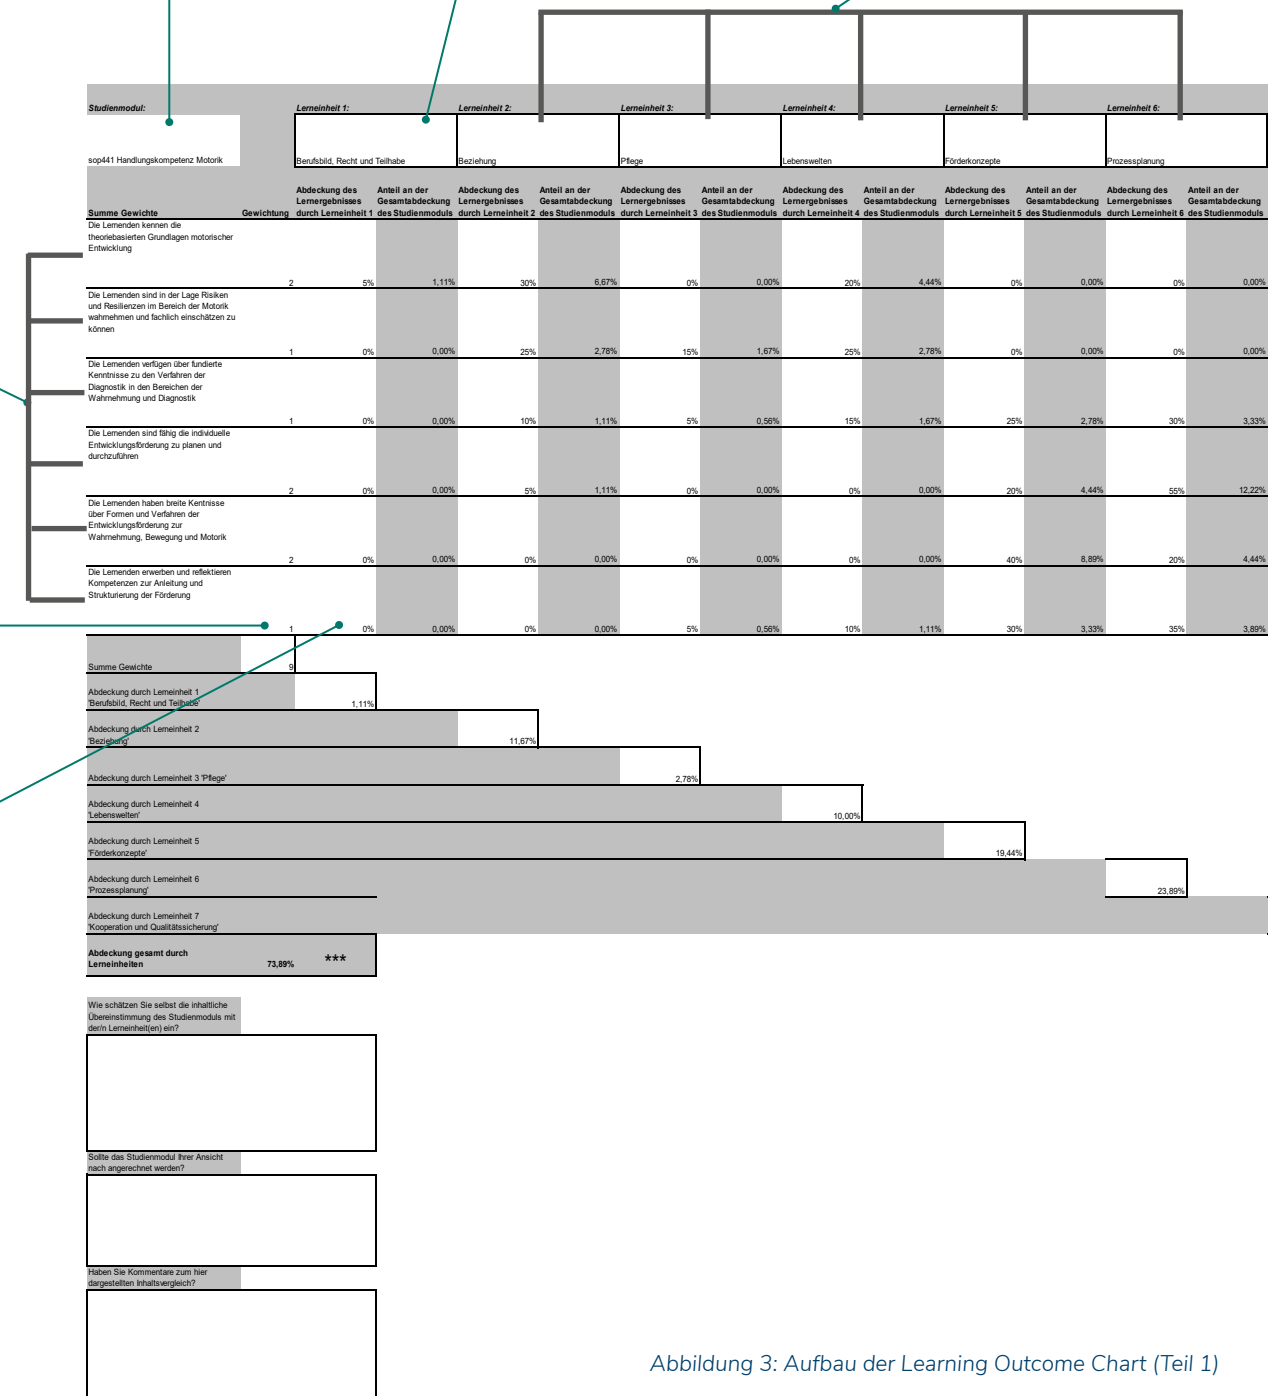 Studienmodul:
Lerneinheit 1:
Lerneinheit 2:
Lerneinheit 3:
Lerneinheit 4:
Lerneinheit 5:
Lerneinheit 6:
sop441 Handlungskompetenz Motorik
Berufsbild, Recht und Teilhabe
Beziehung
Pflege
Lebenswelten
Förderkonzepte
Prozessplanung
Summe Gewichte
Gewichtung
Abdeckung des
Lernergebnisses
durch Lerneinheit 1
Anteil an der
Gesamtabdeckung
des Studienmoduls
Abdeckung des
Lernergebnisses
durch Lerneinheit 2
Anteil an der
Gesamtabdeckung
des Studienmoduls
Abdeckung des
Lernergebnisses
durch Lerneinheit 3
Anteil an der
Gesamtabdeckung
des Studienmoduls
Abdeckung des
Lernergebnisses
durch Lerneinheit 4
Anteil an der
Gesamtabdeckung
des Studienmoduls
Abdeckung des
Lernergebnisses
durch Lerneinheit 5
Anteil an der
Gesamtabdeckung
des Studienmoduls
Abdeckung des
Lernergebnisses
durch Lerneinheit 6
Anteil an der
Gesamtabdeckung
des Studienmoduls
Die Lernenden kennen die
theoriebasierten Grundlagen motorischer
Entwicklung
2 5% 1,11% 30% 6,67% 0% 0,00% 20% 4,44% 0% 0,00% 0% 0,00%
Die Lernenden sind in der Lage Risiken
und Resilienzen im Bereich der Motorik
wahrnehmen und fachlich einschätzen zu
können
1 0% 0,00% 25% 2,78% 15% 1,67% 25% 2,78% 0% 0,00% 0% 0,00%
Die Lernenden verfügen über fundierte
Kenntnisse zu den Verfahren der
Diagnostik in den Bereichen der
Wahrnehmung und Diagnostik
1 0% 0,00% 10% 1,11% 5% 0,56% 15% 1,67% 25% 2,78% 30% 3,33%
Die Lernenden sind fähig die individuelle
Entwicklungsförderung zu planen und
durchzuführen
2 0% 0,00% 5% 1,11% 0% 0,00% 0% 0,00% 20% 4,44% 55% 12,22%
Die Lernenden haben breite Kentnisse
über Formen und Verfahren der
Entwicklungsförderung zur
Wahrnehmung, Bewegung und Motorik
2 0% 0,00% 0% 0,00% 0% 0,00% 0% 0,00% 40% 8,89% 20% 4,44%
Die Lernenden erwerben und reflektieren
Kompetenzen zur Anleitung und
Strukturierung der Förderung
1 0% 0,00% 0% 0,00% 5% 0,56% 10% 1,11% 30% 3,33% 35% 3,89%
Summe Gewichte 9
Abdeckung durch Lerneinheit 1
'Berufsbild, Recht und Teilhabe' 1,11%
Abdeckung durch Lerneinheit 2
'Beziehung' 11,67%
Abdeckung durch Lerneinheit 3 'Pflege' 2,78%
Abdeckung durch Lerneinheit 4
'Lebenswelten' 10,00%
Abdeckung durch Lerneinheit 5
'Förderkonzepte' 19,44%
Abdeckung durch Lerneinheit 6
'Prozessplanung' 23,89%
Abdeckung durch Lerneinheit 7
'Kooperation und Qualitätssicherung'
Abdeckung gesamt durch
Lerneinheiten 73,89% ***
Wie schätzen Sie selbst die inhaltliche
Übereinstimmung des Studienmoduls mit
der/n Lerneinheit(en) ein?
Sollte das Studienmodul Ihrer Ansicht
nach angerechnet werden?
Haben Sie Kommentare zum hier
dargestellten Inhaltsvergleich?
Abbildung 3: Aufbau der Learning Outcome Chart (Teil 1)